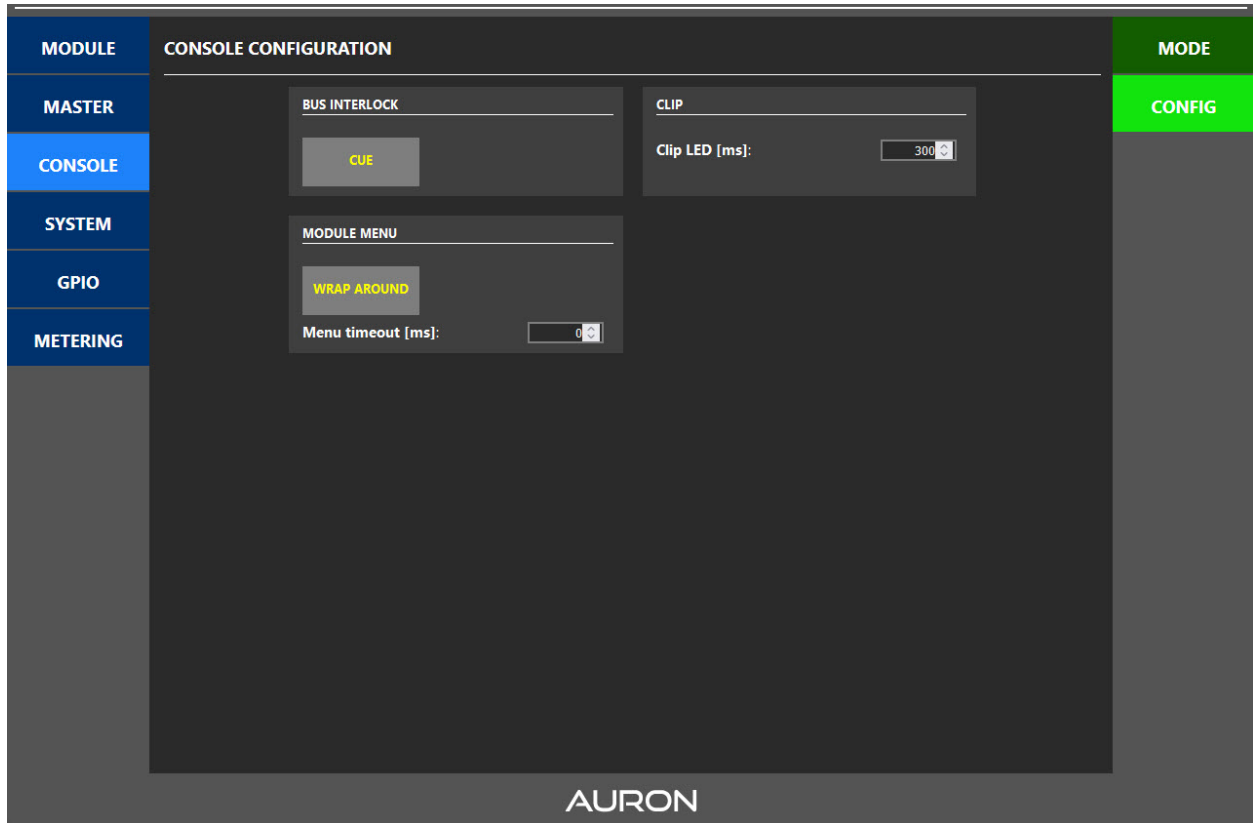 MODULE
MASTER
CONSOLE
SYSTEM
GPIO
METERING
CONSOLE CONFIGURATION
BUS INTERLOCK
CUE
CLIP
Clip LED [ms]: 300
MODULE MENU
WRAP AROUND
Menu timeout [ms]: 0
MODE
CONFIG
AURON